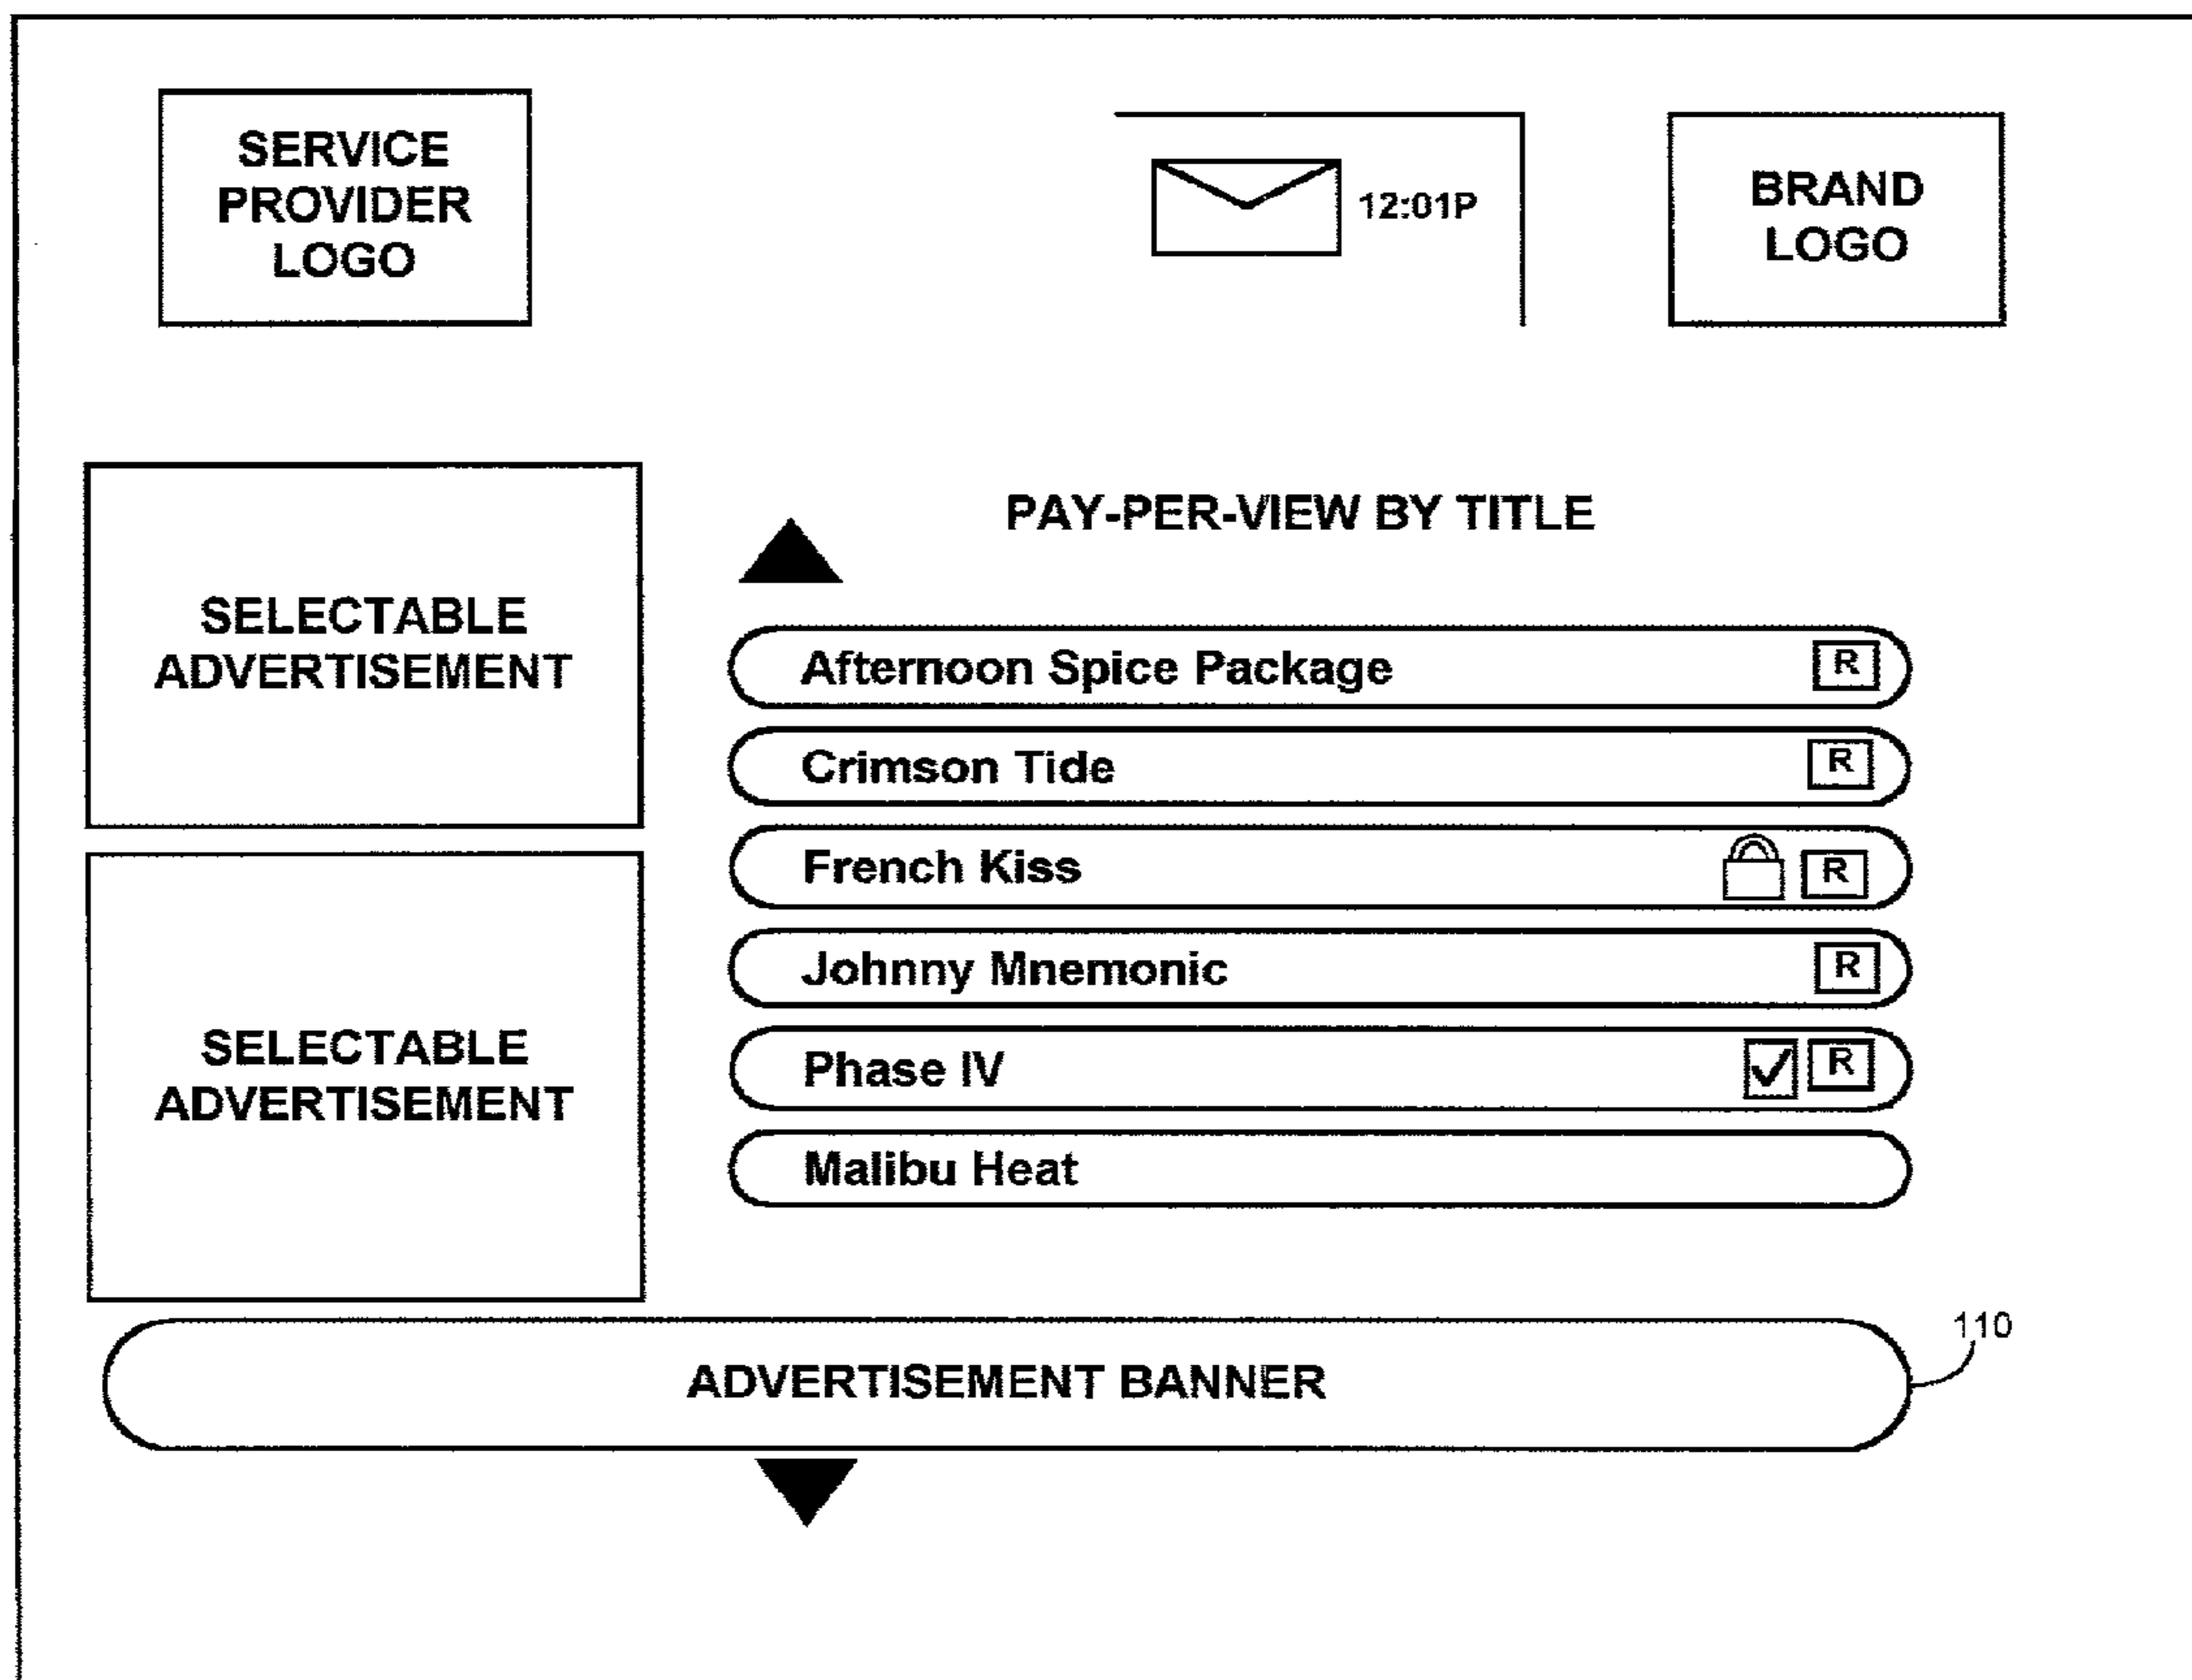 SERVICE
PROVIDER
LOGO
12:01P
BRAND
LOGO
SELECTABLE
ADVERTISEMENT
SELECTABLE
ADVERTISEMENT
PAY-PER-VIEW BY TITLE
Afternoon Spice Package R
Crimson Tide R
French Kiss R
Johnny Mnemonic R
Phase IV R
Malibu Heat
ADVERTISEMENT BANNER
110